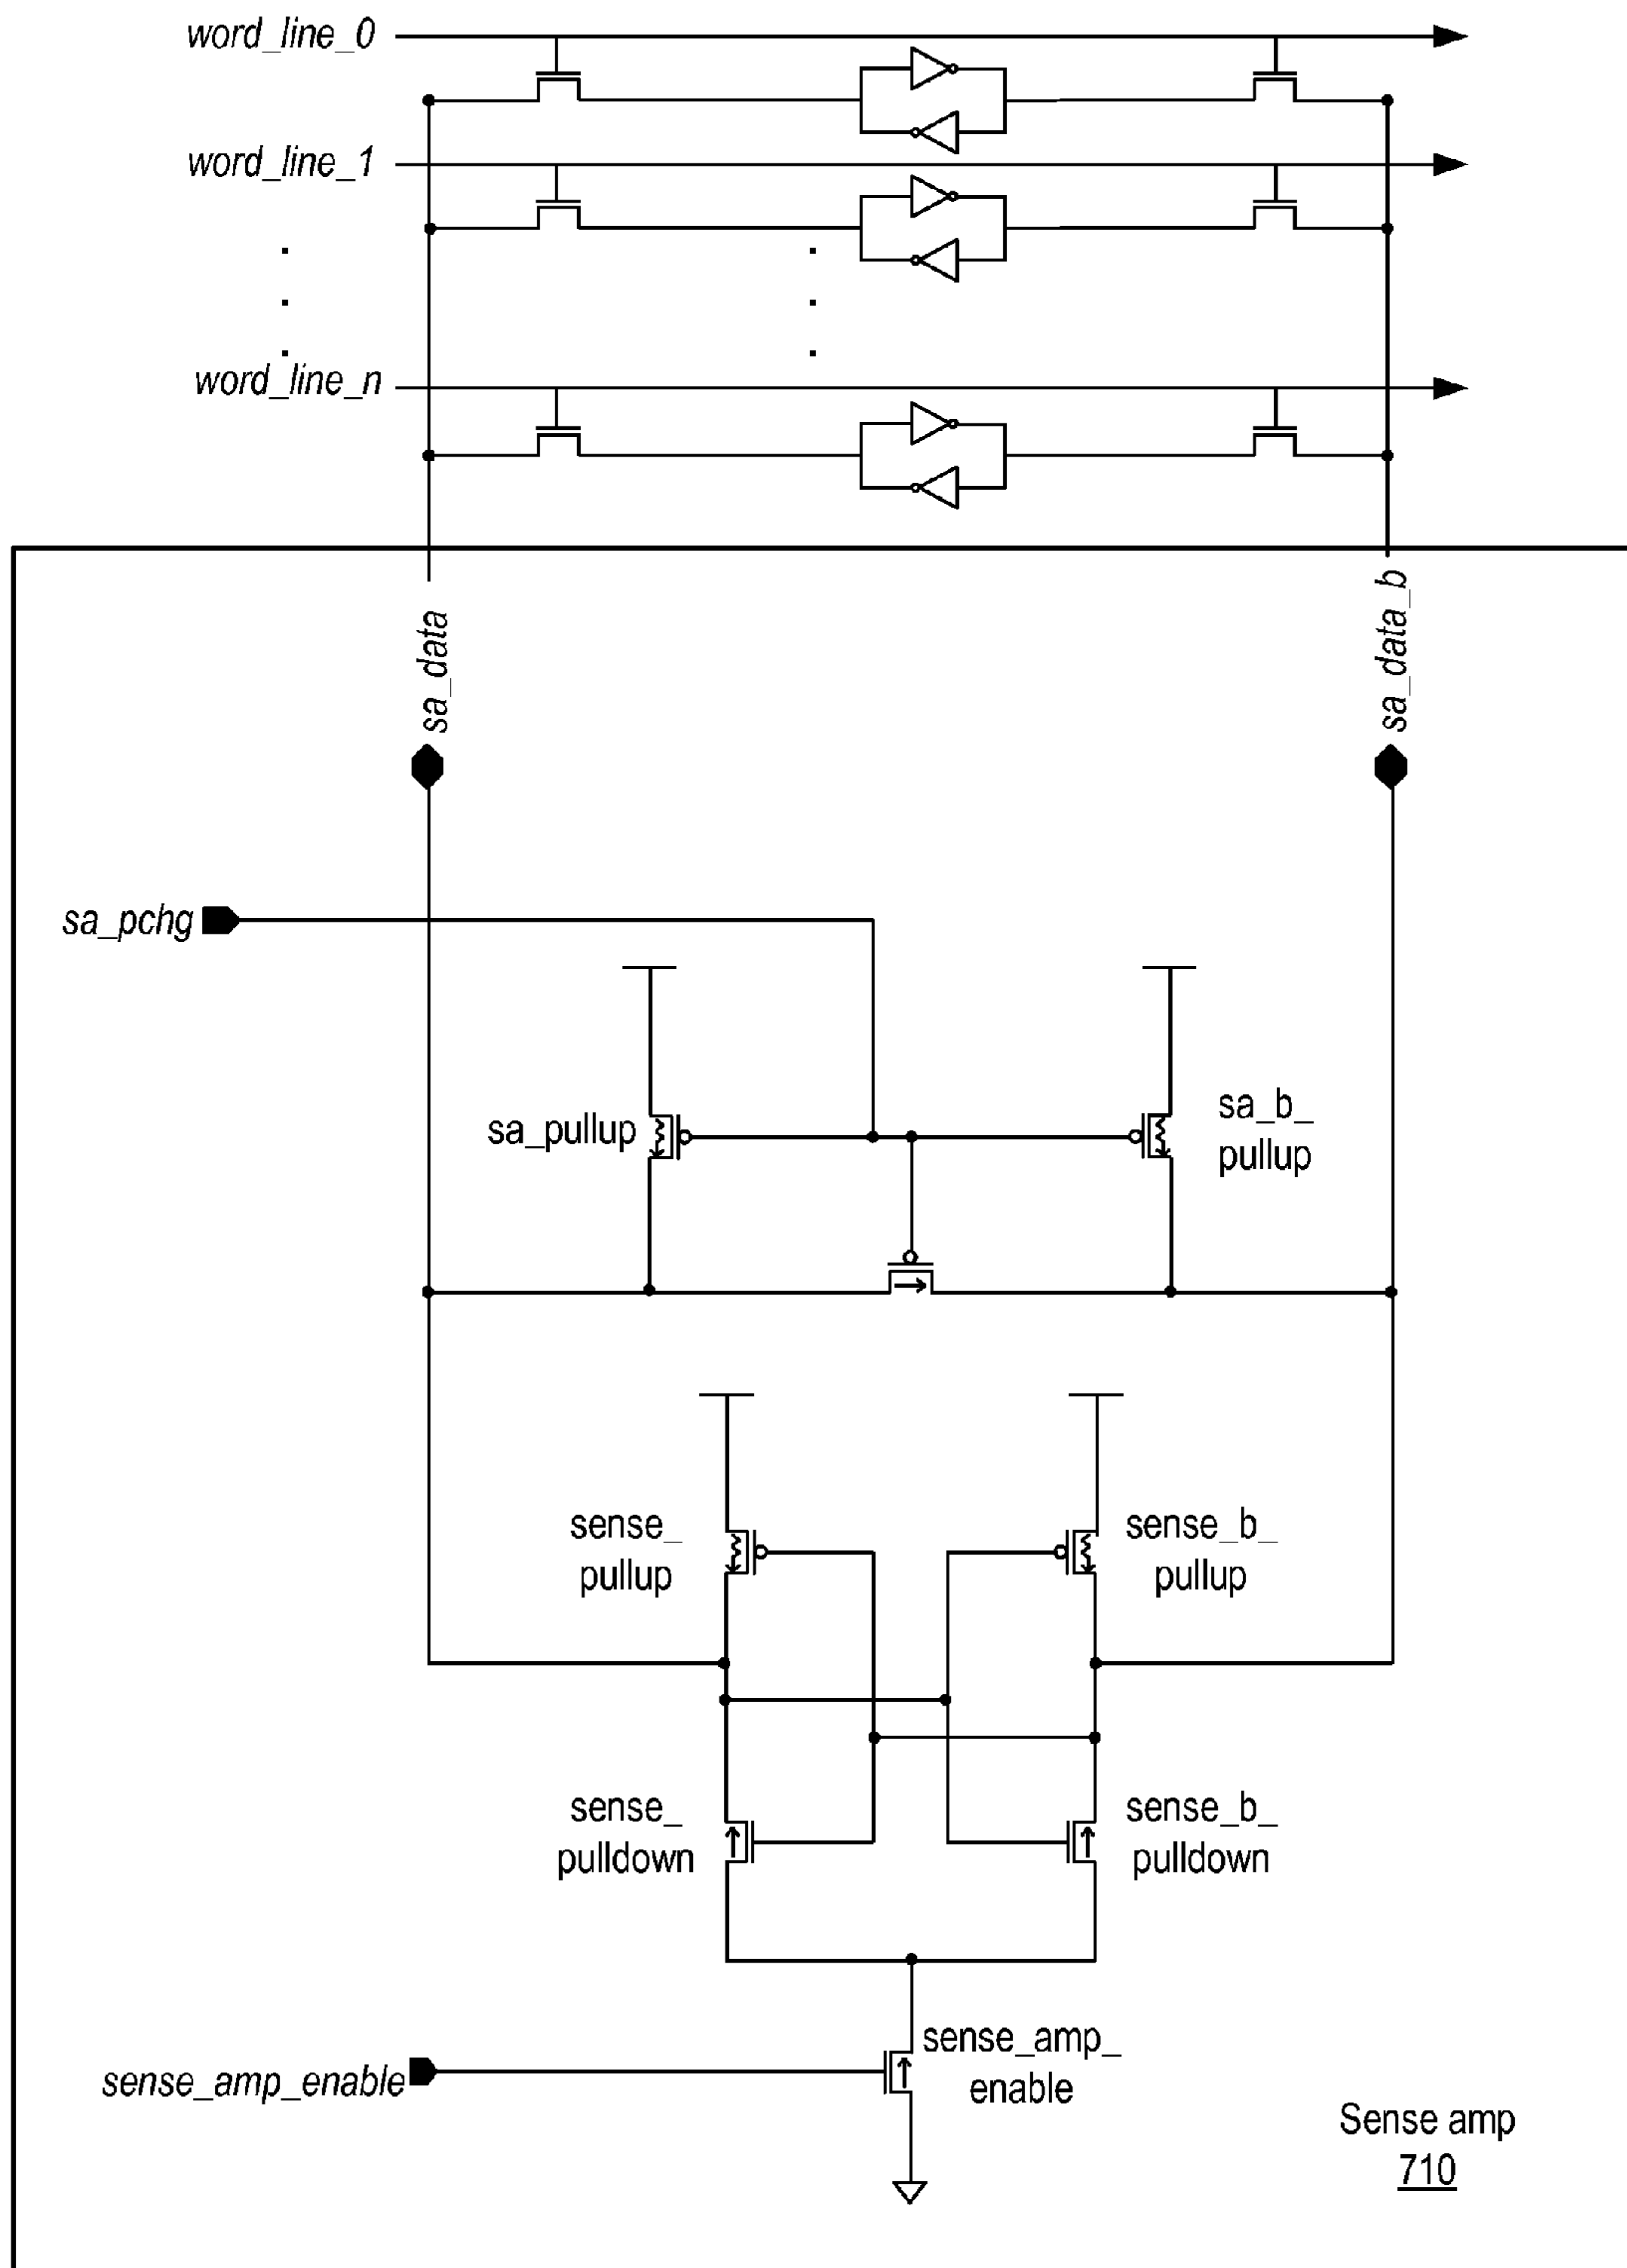 word_line_0
word_line_1
word_line_n
sa_data
sa_data_b
sa_pchg
sa_pullup
sa_b_
pullup
sense_
pullup
sense_b_
pullup
sense_
pulldown
sense_b_
pulldown
sense_amp_
enable
sense_amp_enable
Sense amp
710